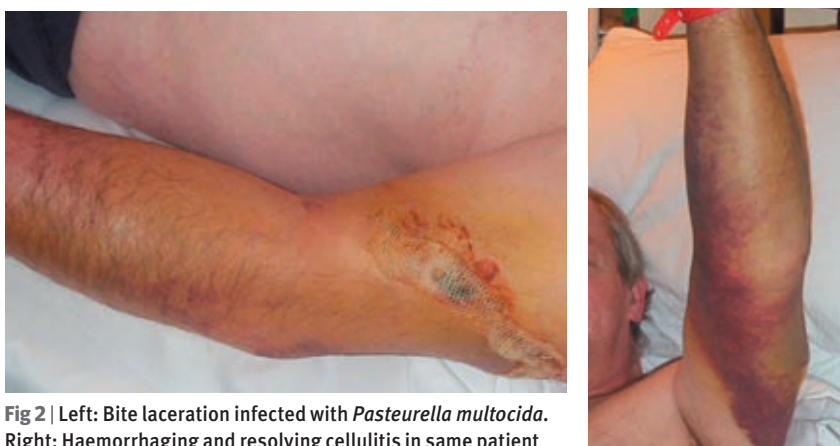 Fig 2 | Left: Bite laceration infected with Pasteurella multocida.
Right: Haemorrhaging and resolving cellulitis in same patient